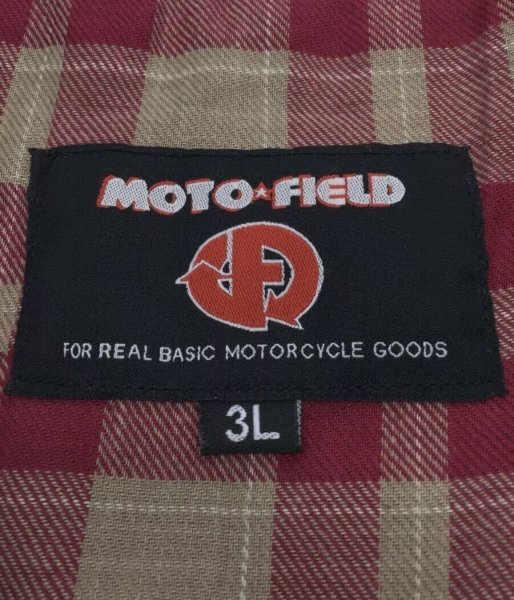 MOTO★FIELD
FOR REAL BASIC MOTORCYCLE GOODS
3L